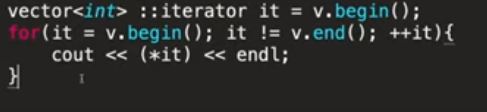 vector<int> ::iterator it = v.begin();
for(it = v.begin(); it != v.end(); ++it){
    cout << (*it) << endl;
}